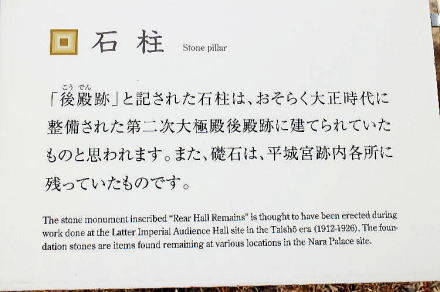 石柱 Stone pillar
こうでん
「後殿跡」と記された石柱は、おそらく大正時代に
整備された第二次大極殿後殿跡に建てられていた
ものと思われます。また、礎石は、平城宮跡内各所に
残っていたものです。
The stone monument inscribed “Rear Hall Remains” is thought to have been erected during
work done at the Latter Imperial Audience Hall site in the Taishō era (1912-1926). The foun-
dation stones are items found remaining at various locations in the Nara Palace site.